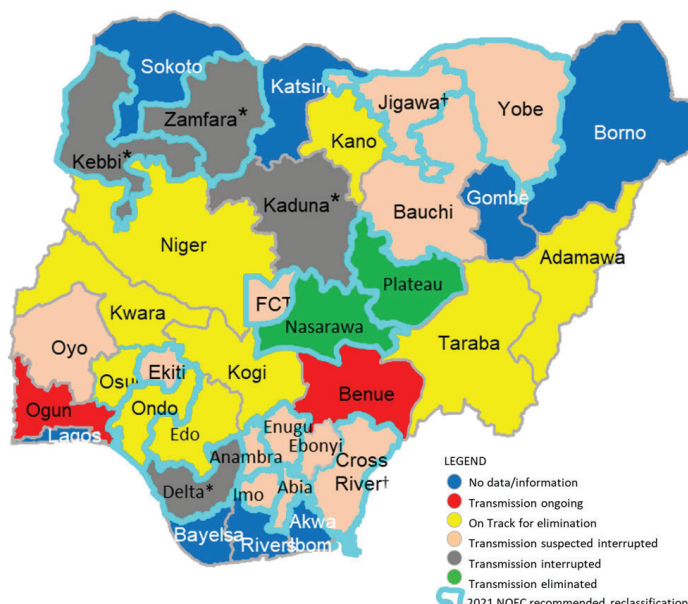 Sokoto
Katsina
Zamfara*
Jigawa†
Yobe
Kano
Borno
Kebbi*
Kaduna*
Bauchi
Gombe
Niger
Adamawa
Plateau
FCT
Kwara
Nasarawa
Taraba
Oyo
Ekiti
Kogi
Osun
Benue
Ogun
Ondo
Enugu
Lagos
Edo
Ebonyi
Anambra
Cross
River†
Delta*
Imo
Abia
Bayelsa
Rivers
Akwa
Ibom
LEGEND
No data/information
Transmission ongoing
On Track for elimination
Transmission suspected interrupted
Transmission interrupted
Transmission eliminated
2021 NOEC recommended reclassification